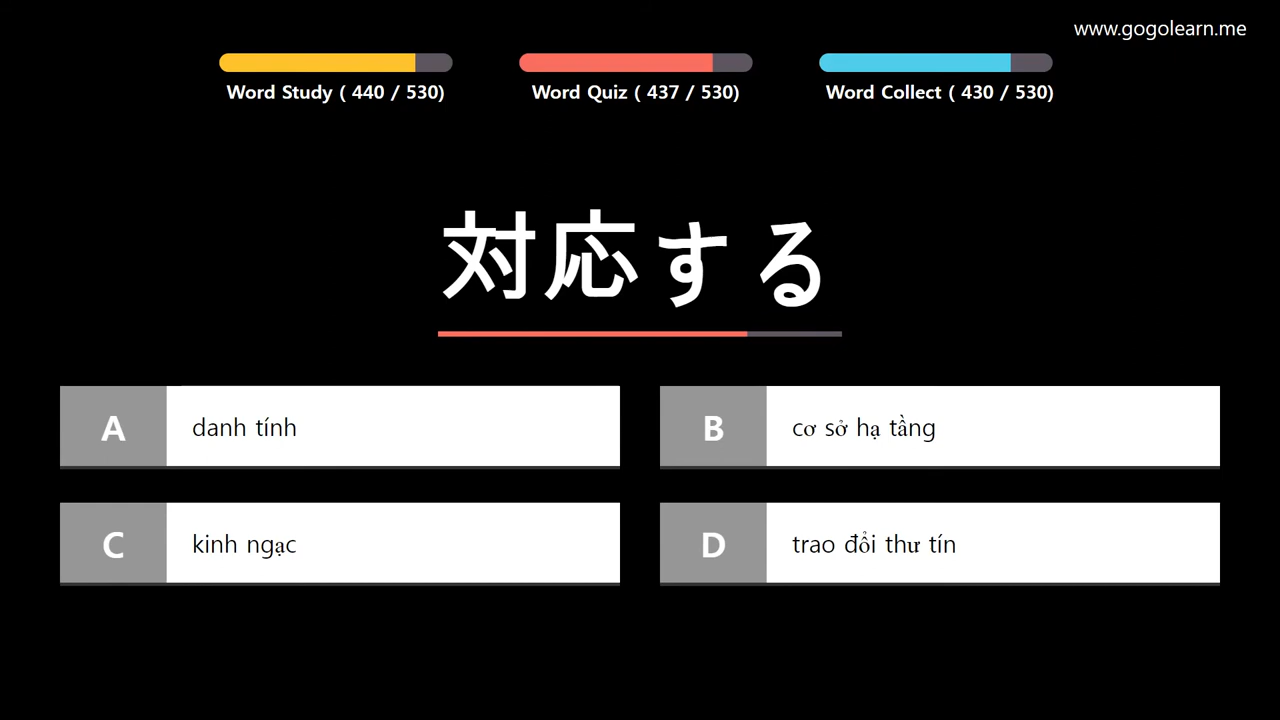 www.gogolearn.me
Word Study ( 440 / 530)
Word Quiz ( 437 / 530)
Word Collect ( 430 / 530)
対応する
A danh tính
B cơ sở hạ tầng
C kinh ngạc
D trao đổi thư tín